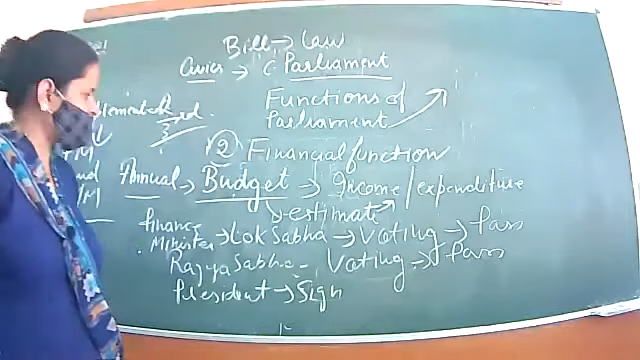 Bill → Law
Civics → C. Parliament
Functions of
Parliament
2 Financial function
Annual → Budget → Income / expenditure
→ estimate
Finance
Minister → Lok Sabha → Voting → Pass
Rajya Sabha - Voting → Pass
President → Sign